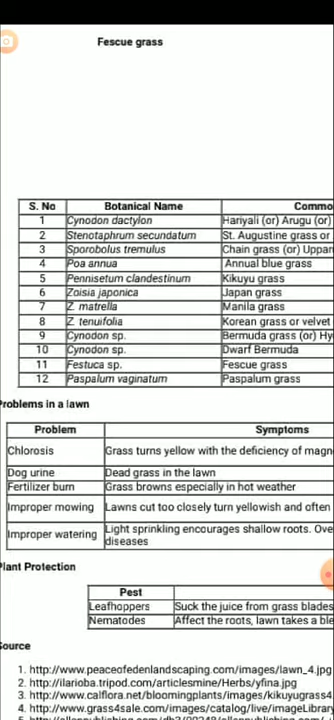 Fescue grass
S. No Botanical Name Commo
1 Cynodon dactylon Hariyali (or) Arugu (or)
2 Stenotaphrum secundatum St. Augustine grass or
3 Sporobolus tremulus Chain grass (or) Uppar
4 Poa annua Annual blue grass
5 Pennisetum clandestinum Kikuyu grass
6 Zoisia japonica Japan grass
7 Z. matrella Manila grass
8 Z. tenuifolia Korean grass or velvet
9 Cynodon sp. Bermuda grass (or) Hy
10 Cynodon sp. Dwarf Bermuda
11 Festuca sp. Fescue grass
12 Paspalum vaginatum Paspalum grass
Problems in a lawn
Problem Symptoms
Chlorosis Grass turns yellow with the deficiency of magn
Dog urine Dead grass in the lawn
Fertilizer burn Grass browns especially in hot weather
Improper mowing Lawns cut too closely turn yellowish and often
Improper watering Light sprinkling encourages shallow roots. Ove
diseases
Plant Protection
Pest
Leafhoppers Suck the juice from grass blades
Nematodes Affect the roots, lawn takes a ble
Source
1. http://www.peaceofedenlandscaping.com/images/lawn_4.jpg
2. http://ilarioba.tripod.com/articlesmine/Herbs/yfina.jpg
3. http://www.calflora.net/bloomingplants/images/kikuyugrass4
4. http://www.grass4sale.com/images/catalog/live/imageLibrar